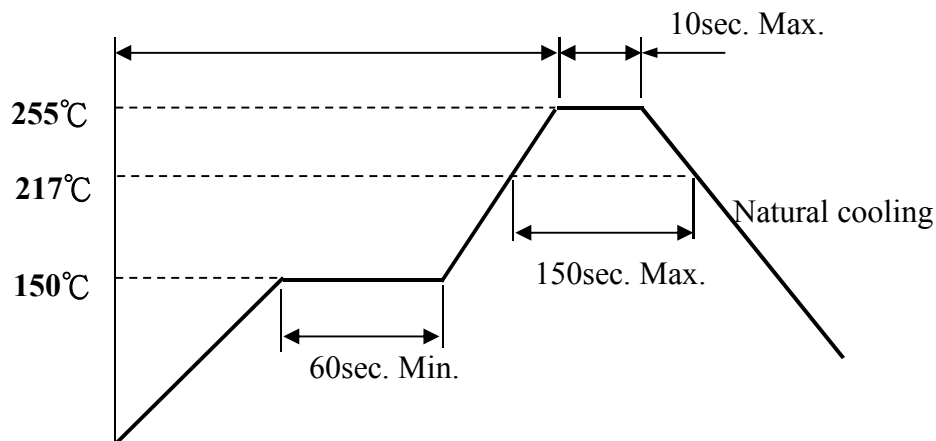 10sec. Max.
255℃
217℃
Natural cooling
150℃
150sec. Max.
60sec. Min.